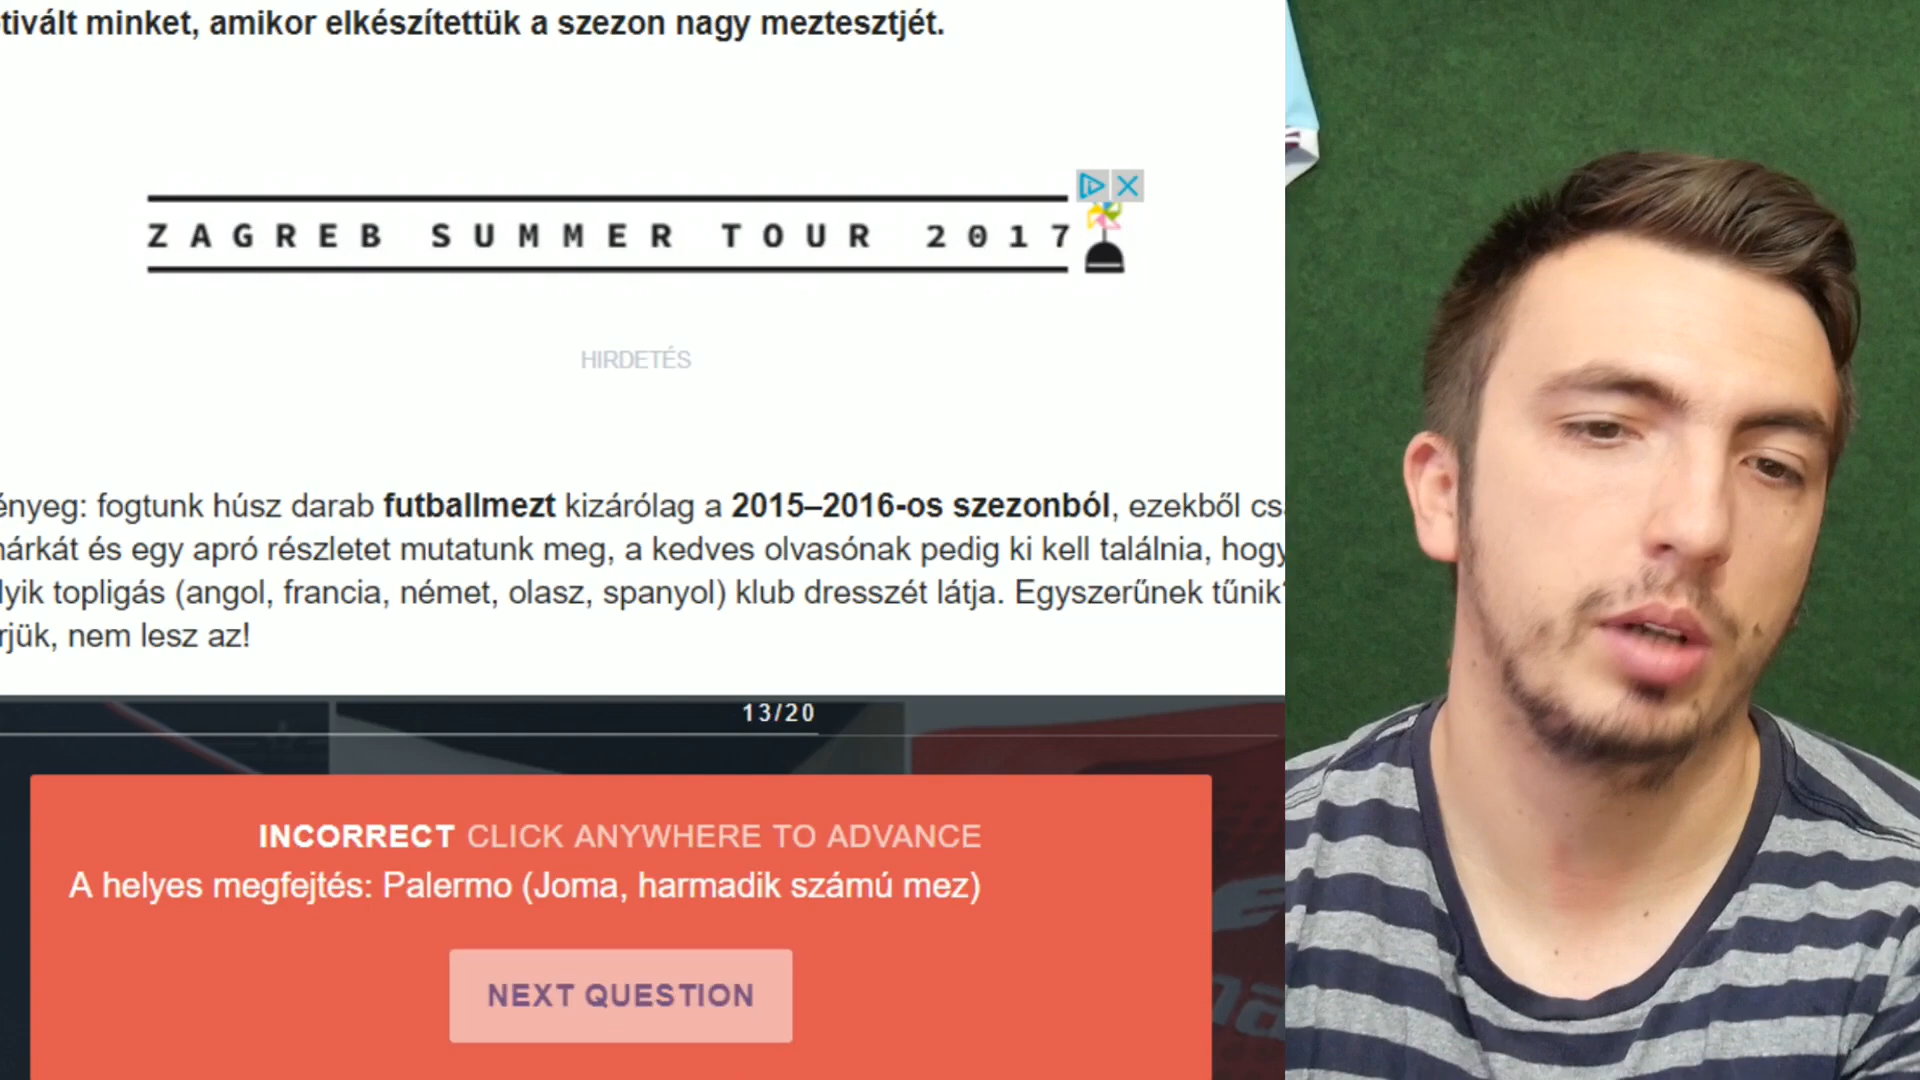 tivált minket, amikor elkészítettük a szezon nagy meztesztjét.
ZAGREB SUMMER TOUR 2017
HIRDETÉS
ényeg: fogtunk húsz darab futballmezt kizárólag a 2015–2016-os szezonból, ezekből cs
márkát és egy apró részletet mutatunk meg, a kedves olvasónak pedig ki kell találnia, hogy
lyik topligás (angol, francia, német, olasz, spanyol) klub dresszét látja. Egyszerűnek tűnik?
rjük, nem lesz az!
13/20
INCORRECT CLICK ANYWHERE TO ADVANCE
A helyes megfejtés: Palermo (Joma, harmadik számú mez)
NEXT QUESTION